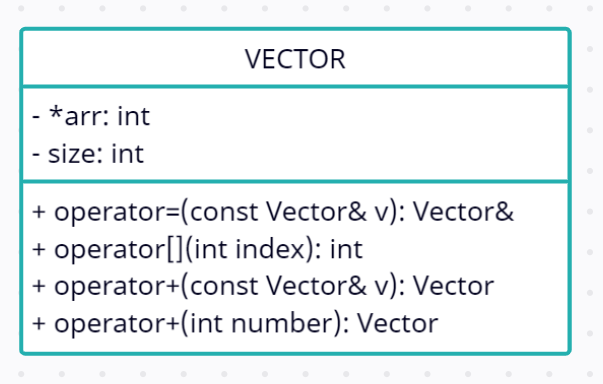 VECTOR
- *arr: int
- size: int
+ operator=(const Vector& v): Vector&
+ operator[](int index): int
+ operator+(const Vector& v): Vector
+ operator+(int number): Vector